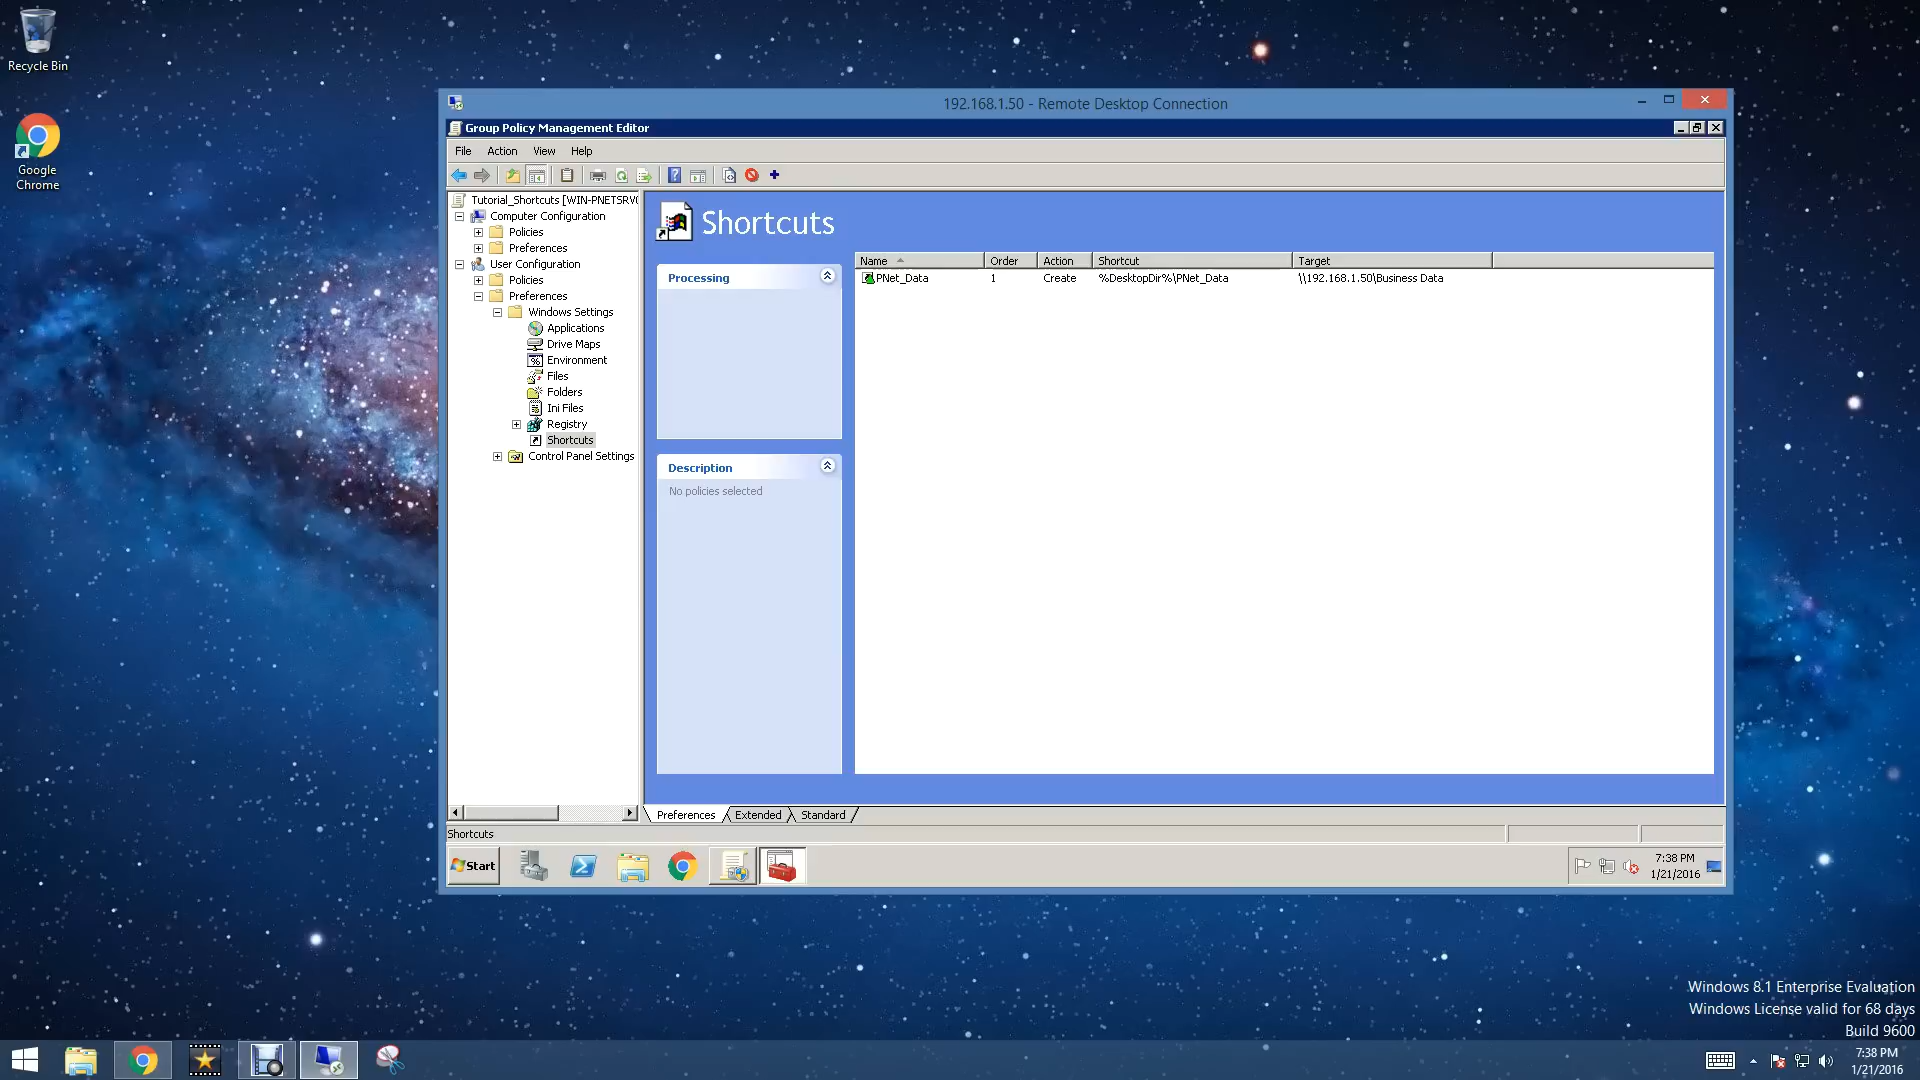 Recycle Bin
Google
Chrome
192.168.1.50 - Remote Desktop Connection
Group Policy Management Editor
File Action View Help
Tutorial_Shortcuts [WIN-PNETSRV
Computer Configuration
Policies
Preferences
User Configuration
Policies
Preferences
Windows Settings
Applications
Drive Maps
Environment
Files
Folders
Ini Files
Registry
Shortcuts
Control Panel Settings
Shortcuts
Processing
Description
No policies selected
Name Order Action Shortcut Target
PNet_Data 1 Create %DesktopDir%\PNet_Data \\192.168.1.50\Business Data
Preferences Extended Standard
Shortcuts
Start
7:38 PM
1/21/2016
Windows 8.1 Enterprise Evaluation
Windows License valid for 68 days
Build 9600
7:38 PM
1/21/2016